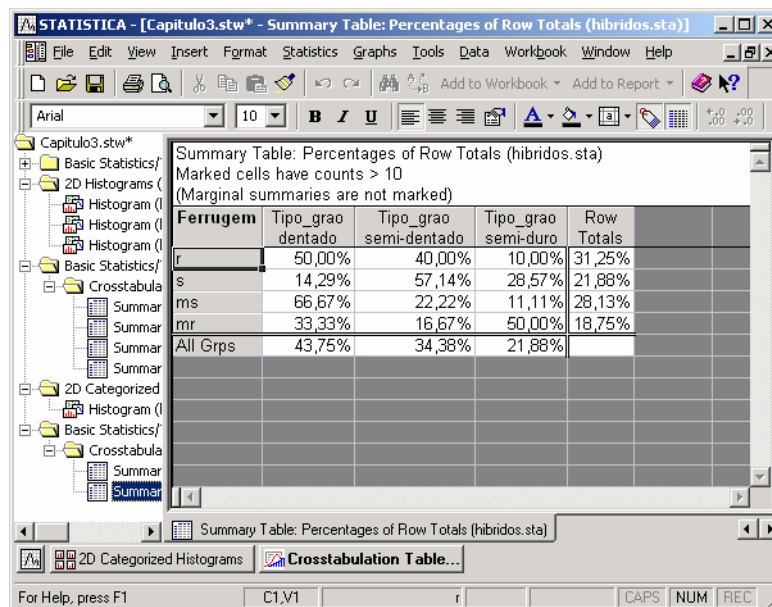 STATISTICA - [Capitulo3.stw* - Summary Table: Percentages of Row Totals (hibridos.sta)]
File Edit View Insert Format Statistics Graphs Tools Data Workbook Window Help
Add to Workbook Add to Report
Arial 10 B I U A a
Capitulo3.stw*
Basic Statistics/
2D Histograms (
Histogram (
Histogram (
Histogram (
Basic Statistics/
Crosstabula
Summar
Summar
Summar
Summar
2D Categorized
Histogram (
Basic Statistics/
Crosstabula
Summar
Summar
Summary Table: Percentages of Row Totals (hibridos.sta)
Marked cells have counts > 10
(Marginal summaries are not marked)
Ferrugem Tipo_grao dentado Tipo_grao semi-dentado Tipo_grao semi-duro Row Totals
r 50,00% 40,00% 10,00% 31,25%
s 14,29% 57,14% 28,57% 21,88%
ms 66,67% 22,22% 11,11% 28,13%
mr 33,33% 16,67% 50,00% 18,75%
All Grps 43,75% 34,38% 21,88%
Summary Table: Percentages of Row Totals (hibridos.sta)
2D Categorized Histograms Crosstabulation Table...
For Help, press F1 C1,V1 r CAPS NUM REC